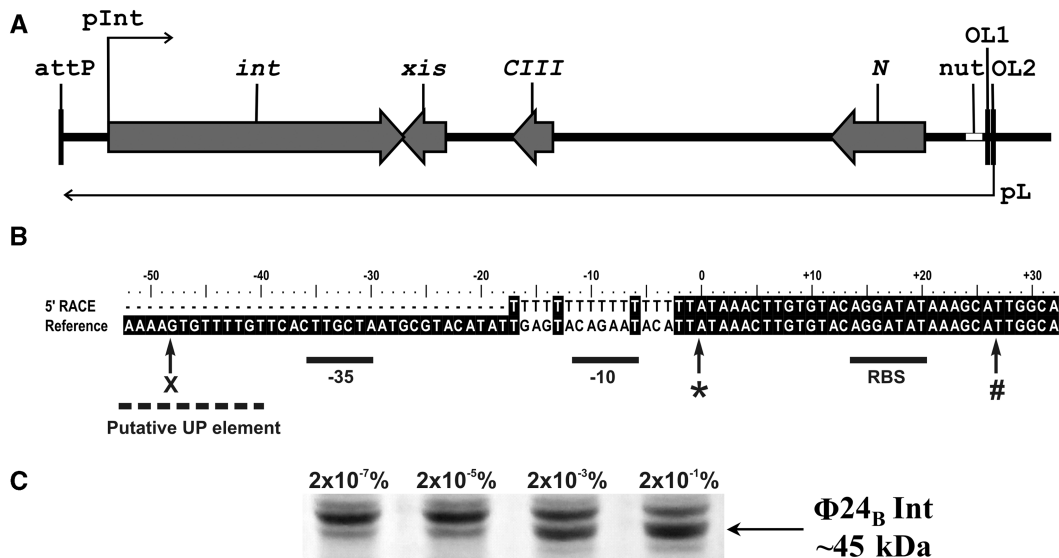 A
pInt
attP
int
xis
CIII
N
nut
OL1
OL2
pL
B
-50 -40 -30 -20 -10 0 +10 +20 +30
5' RACE -----------------------------------TTTTTTTTTTTTTTTTTATAAACTTGTGTACAGGATATAAAGCATTGGCA
Reference AAAAGTGTTTTGTTCACTTGCTAATGCGTACATATTGAGTACAGAATACATTATAAACTTGTGTACAGGATATAAAGCATTGGCA
X -35 -10 * RBS #
Putative UP element
C
2x10⁻⁷% 2x10⁻⁵% 2x10⁻³% 2x10⁻¹%
Φ24B Int
~45 kDa